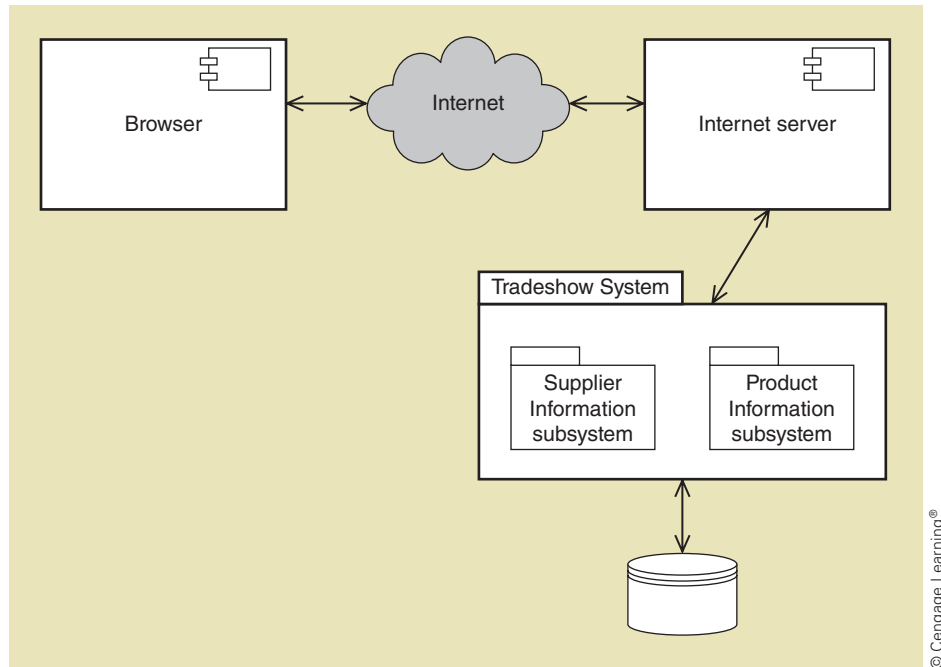 Browser
Internet
Internet server
Tradeshow System
Supplier
Information
subsystem
Product
Information
subsystem
© Cengage Learning®